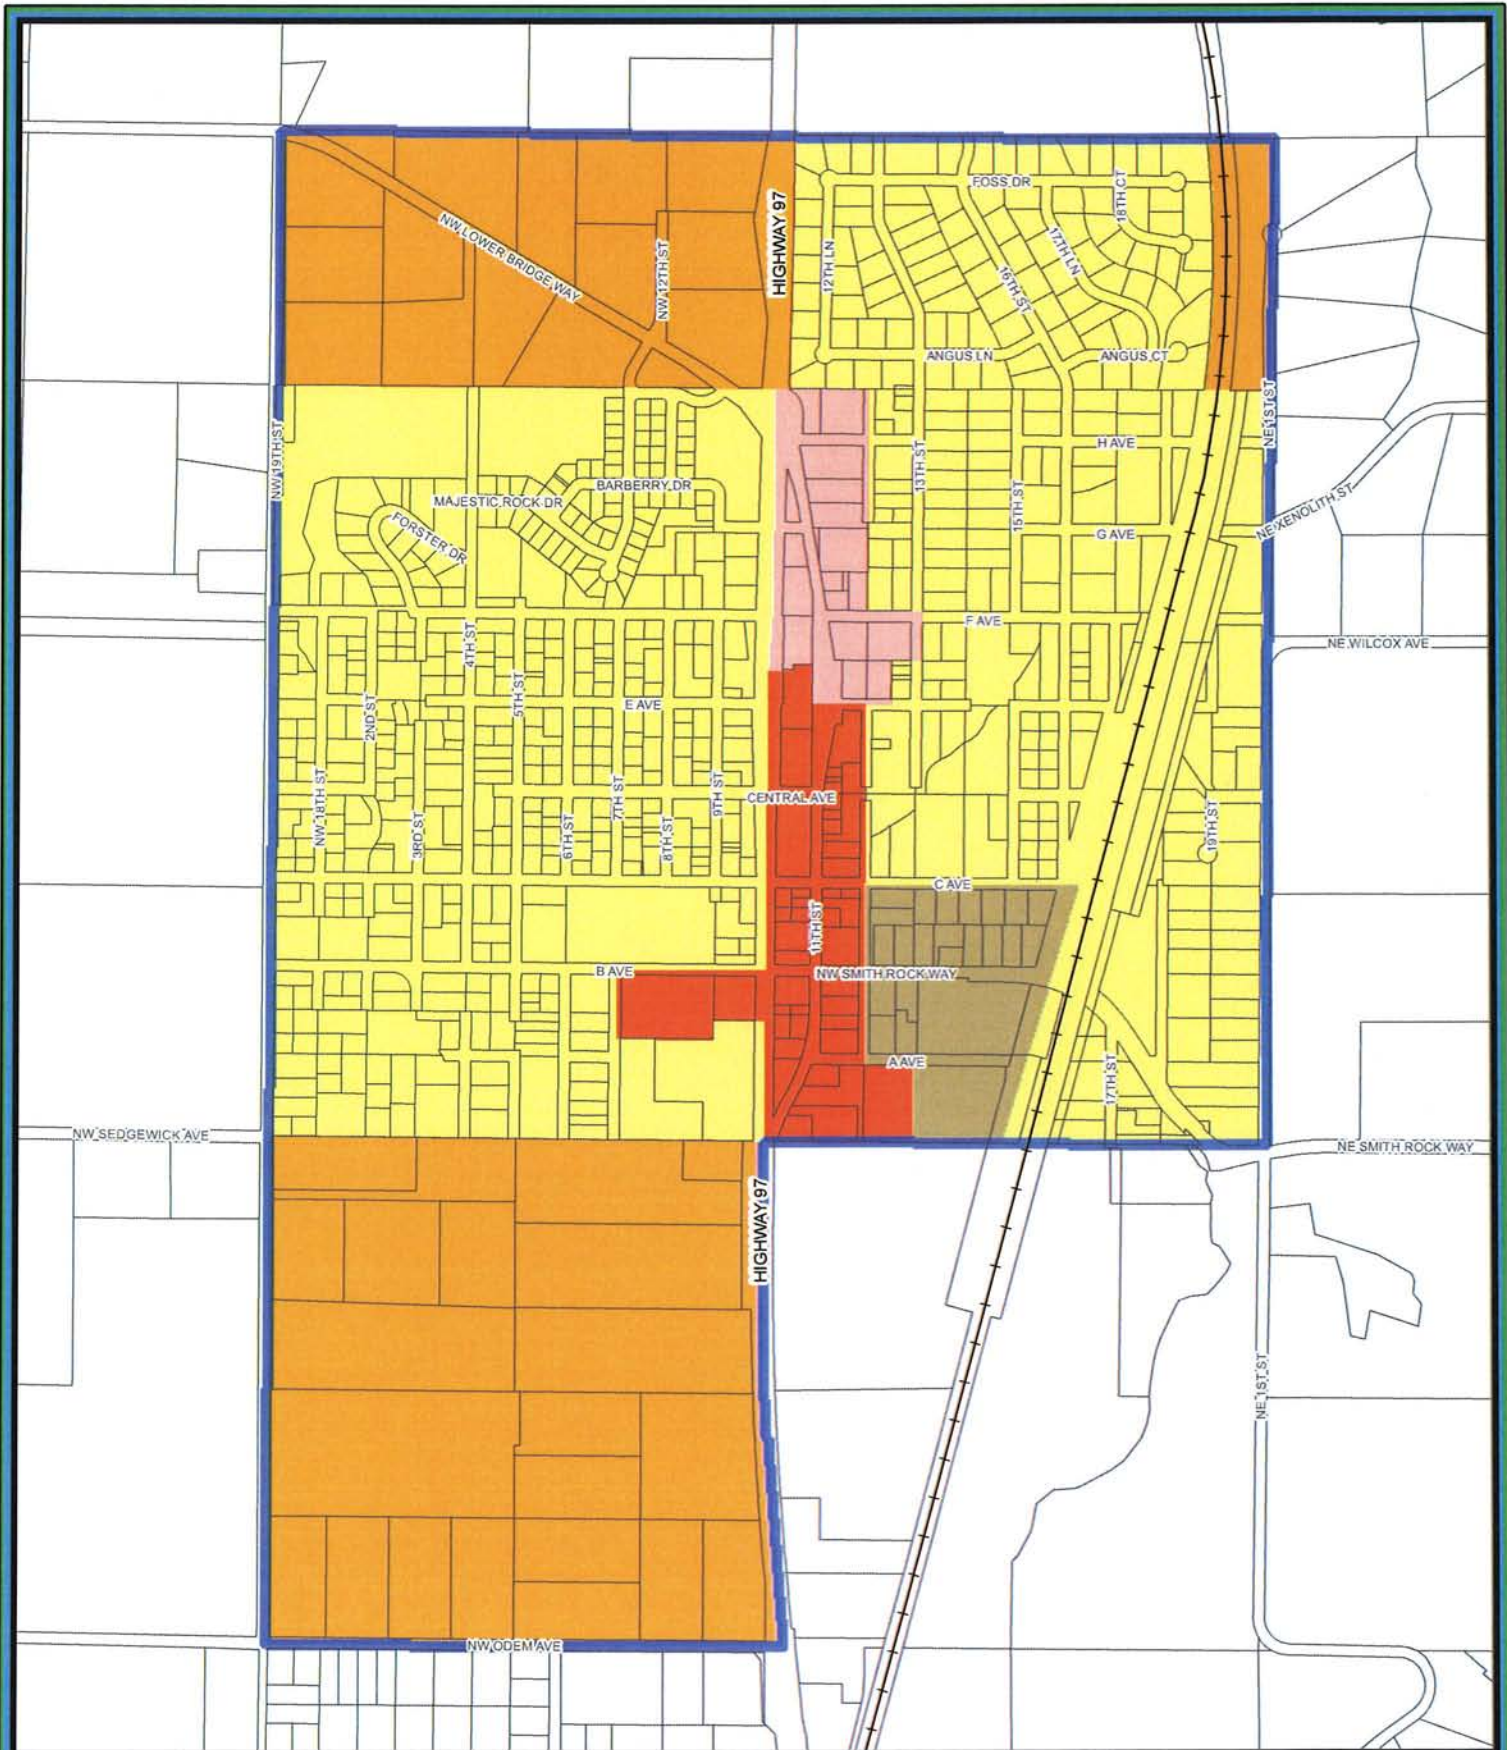 FOSS DR
18TH CT
HIGHWAY 97
12TH LN
17TH LN
NW LOWER BRIDGE WAY
NW 12TH ST
16TH ST
ANGUS LN
ANGUS CT
NE 1ST ST
NW 19TH ST
H AVE
13TH ST
BARBERRY DR
MAJESTIC ROCK DR
15TH ST
NE XENOLITH ST
FORSTER DR
G AVE
F AVE
4TH ST
NE WILCOX AVE
5TH ST
2ND ST
E AVE
NW 18TH ST
7TH ST
9TH ST
CENTRAL AVE
3RD ST
6TH ST
8TH ST
19TH ST
C AVE
11TH ST
B AVE
NW SMITH ROCK WAY
A AVE
17TH ST
NW SEDGEWICK AVE
NE SMITH ROCK WAY
HIGHWAY 97
NE 1ST ST
NW ODEM AVE